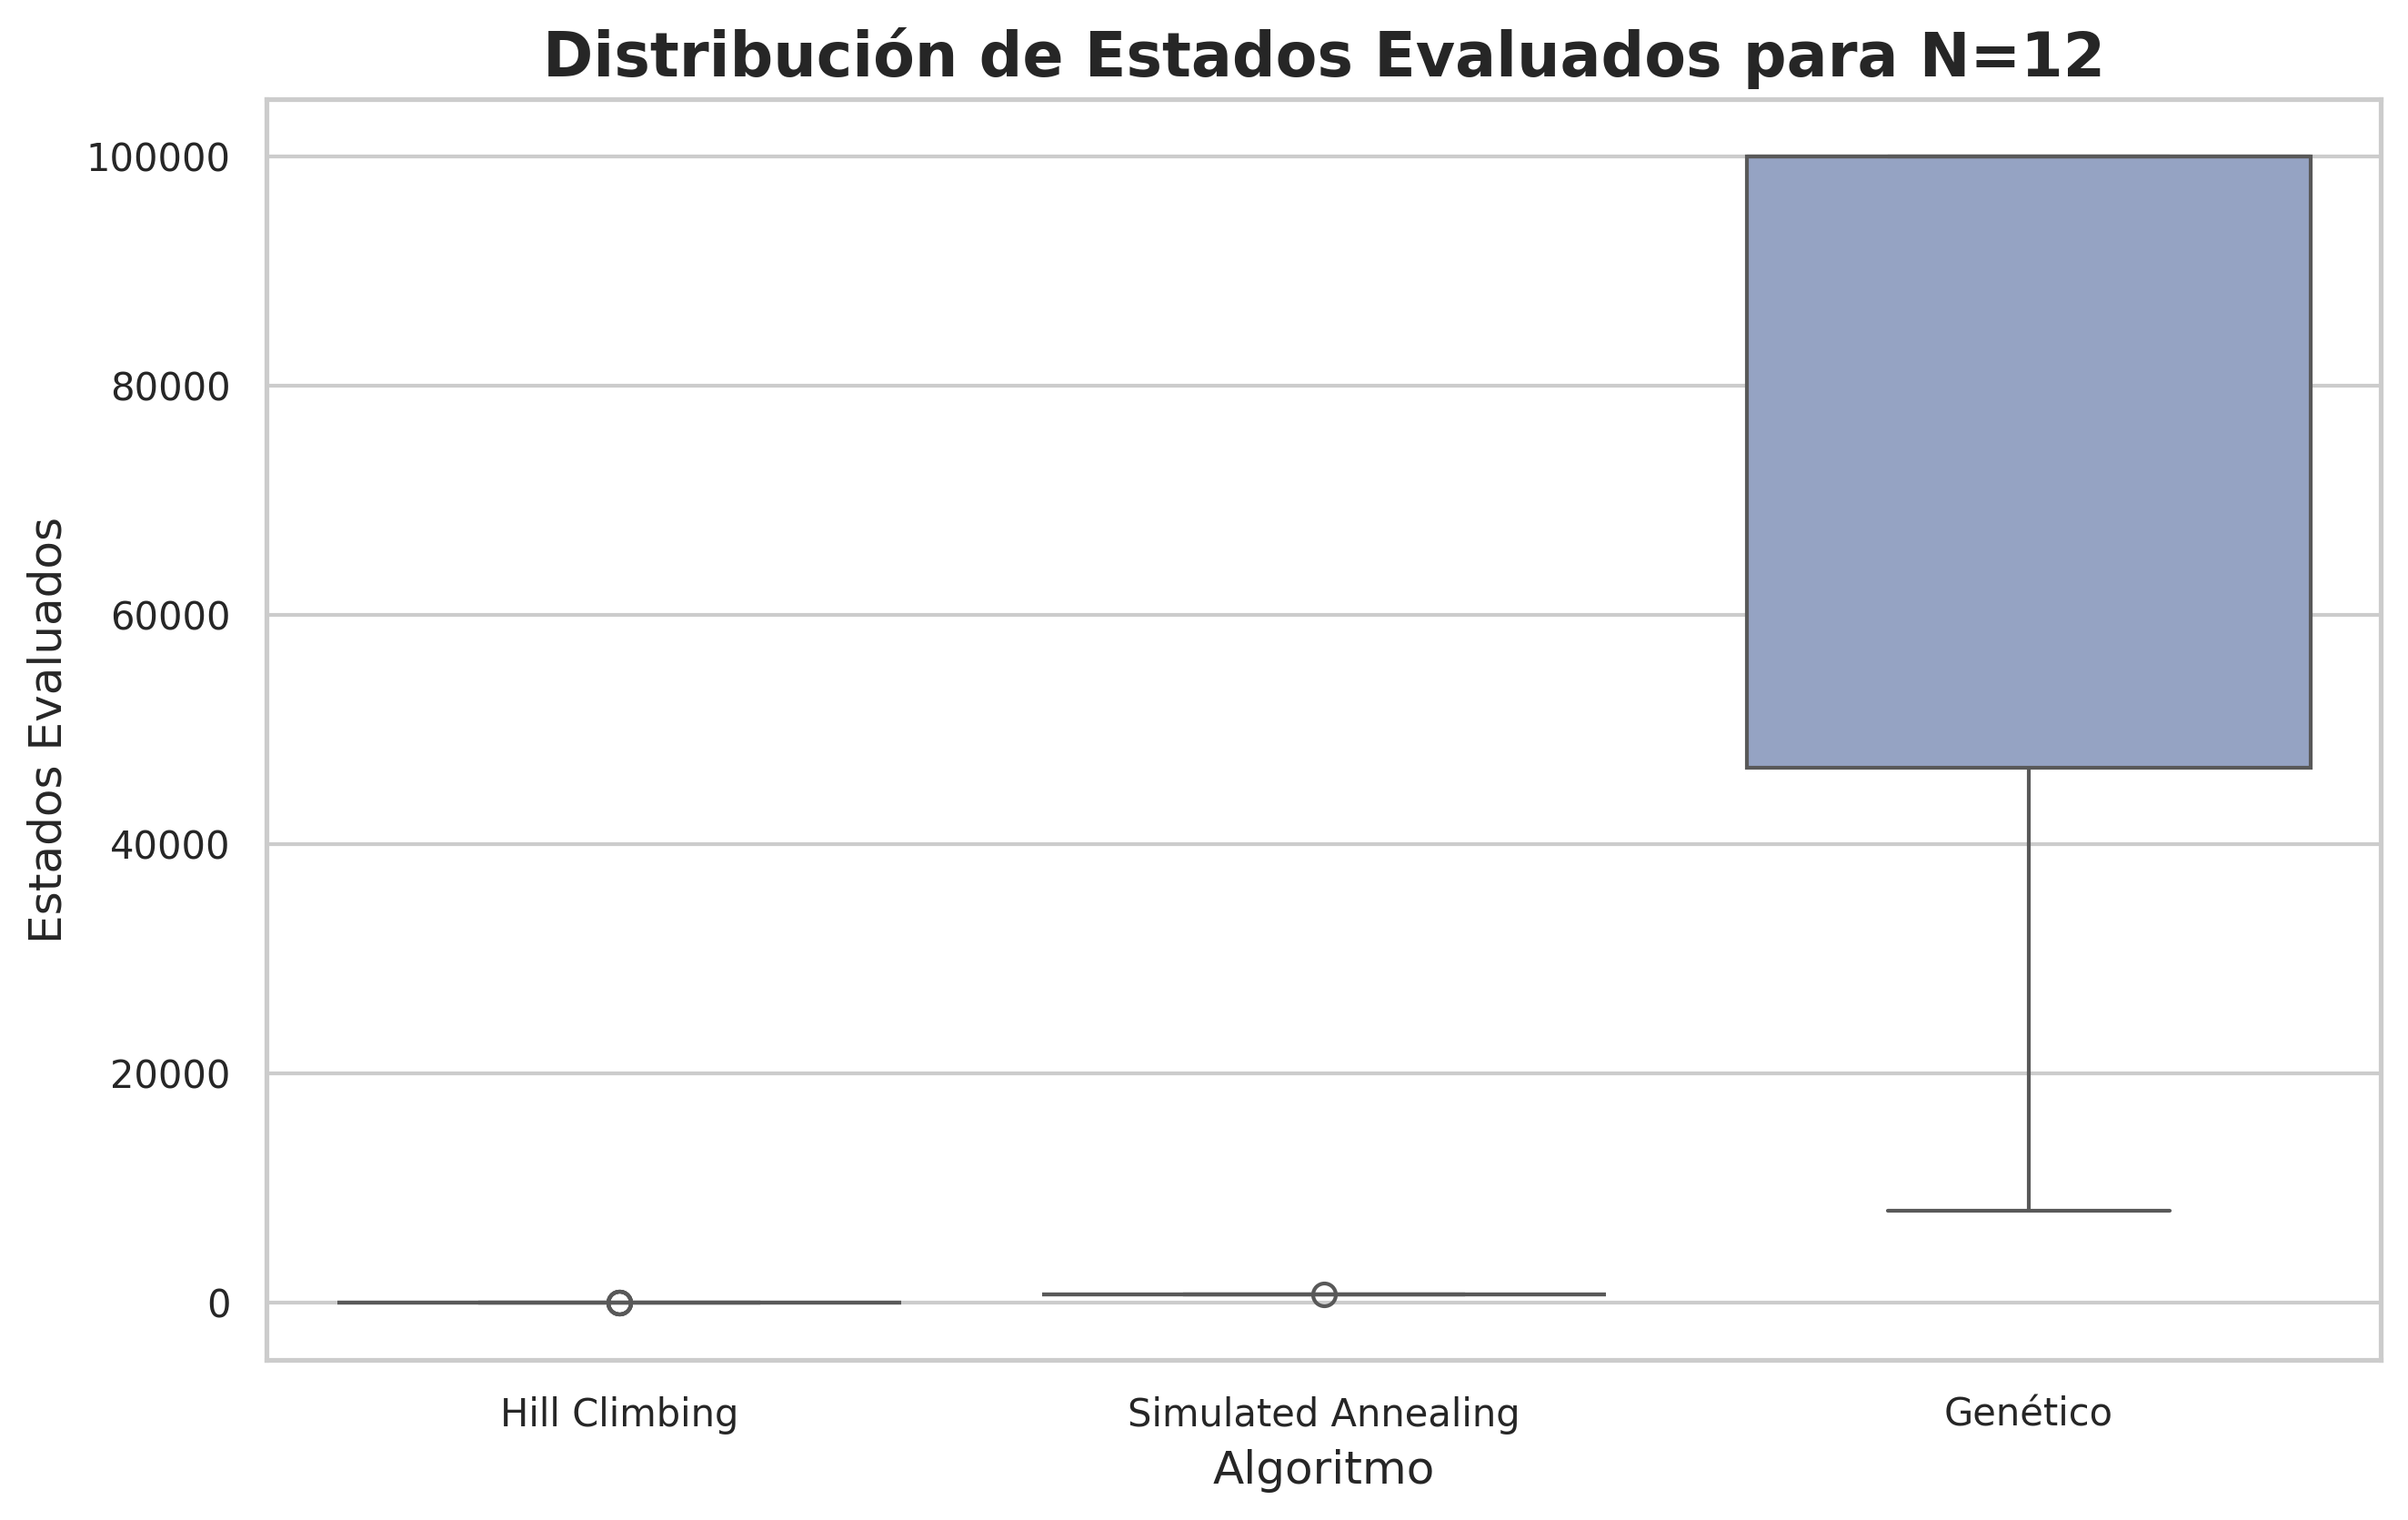 Distribución de Estados Evaluados para N=12
100000
80000
60000
40000
20000
0
Estados Evaluados
Hill Climbing
Simulated Annealing
Genético
Algoritmo